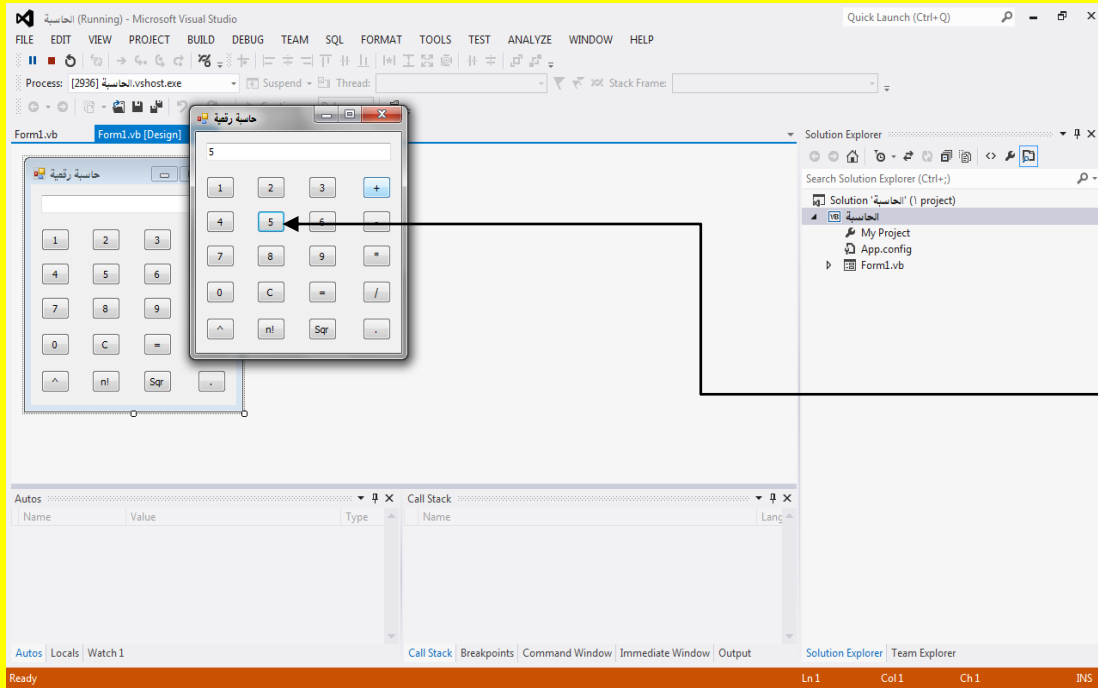 الحاسبة (Running) - Microsoft Visual Studio
Quick Launch (Ctrl+Q)
FILE EDIT VIEW PROJECT BUILD DEBUG TEAM SQL FORMAT TOOLS TEST ANALYZE WINDOW HELP
Process: [2936] الحاسبة.vshost.exe Suspend Thread: Stack Frame:
Form1.vb Form1.vb [Design]
حاسبة رقمية
5
1 2 3 +
4 5 6 -
7 8 9 *
0 C = /
^ n! Sqr .
حاسبة رقمية
1 2 3
4 5 6
7 8 9
0 C =
^ n! Sqr .
Solution Explorer
Search Solution Explorer (Ctrl+;)
Solution 'الحاسبة' (١ project)
الحاسبة
My Project
App.config
Form1.vb
Autos
Name Value Type
Call Stack
Name Lang
Autos Locals Watch 1
Call Stack Breakpoints Command Window Immediate Window Output
Solution Explorer Team Explorer
Ready Ln 1 Col 1 Ch 1 INS